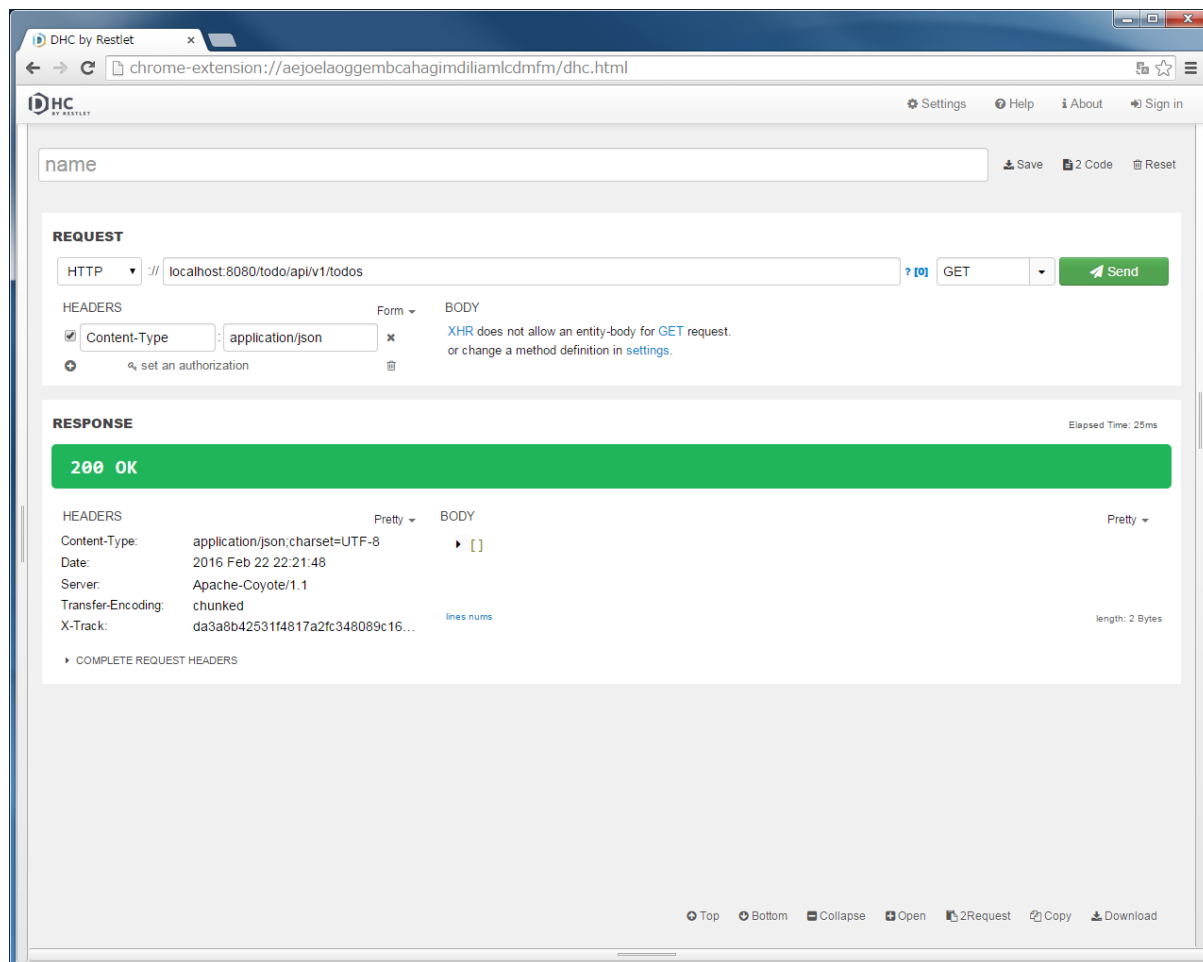 DHC by Restlet
chrome-extension://aejoelaoggembcahagimdiliamlcdmfm/dhc.html
DHC BY RESTLET
Settings Help About Sign in
name
Save 2 Code Reset
REQUEST
HTTP :// localhost:8080/todo/api/v1/todos ? [0] GET Send
HEADERS Form BODY
Content-Type : application/json
XHR does not allow an entity-body for GET request.
or change a method definition in settings.
set an authorization
RESPONSE
Elapsed Time: 25ms
200 OK
HEADERS Pretty BODY Pretty
Content-Type: application/json;charset=UTF-8
[]
Date: 2016 Feb 22 22:21:48
Server: Apache-Coyote/1.1
Transfer-Encoding: chunked
X-Track: da3a8b42531f4817a2fc348089c16...
lines nums length: 2 Bytes
COMPLETE REQUEST HEADERS
Top Bottom Collapse Open 2Request Copy Download